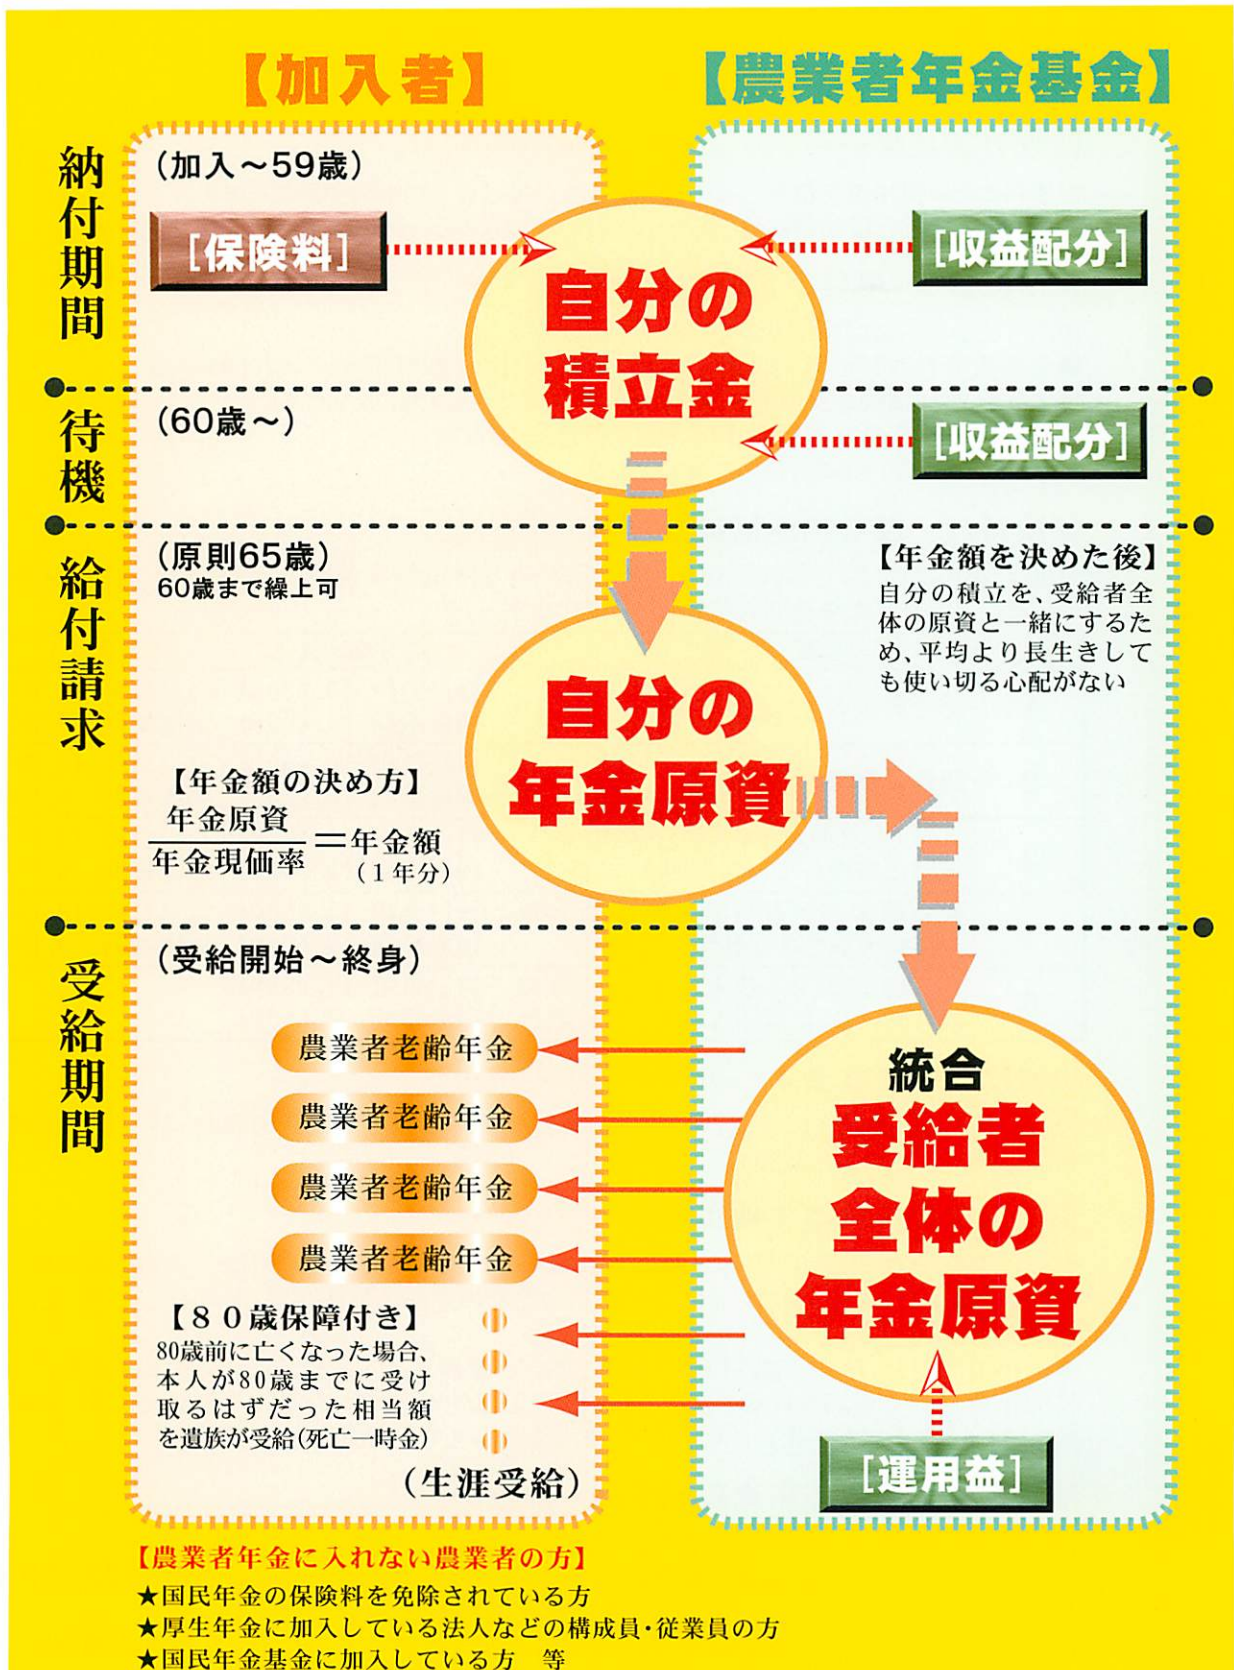 【加入者】
【農業者年金基金】
納付期間
(加入～59歳)
[保険料]
自分の
積立金
[収益配分]
待機
(60歳～)
[収益配分]
給付請求
(原則65歳)
60歳まで繰上可
【年金額を決めた後】
自分の積立を、受給者全
体の原資と一緒にするた
め、平均より長生きして
も使い切る心配がない
自分の
年金原資
【年金額の決め方】
年金原資
年金現価率
=年金額
(1年分)
受給期間
(受給開始～終身)
農業者老齢年金
農業者老齢年金
農業者老齢年金
農業者老齢年金
統合
受給者
全体の
年金原資
【80歳保障付き】
80歳前に亡くなった場合、
本人が80歳までに受け
取るはずだった相当額
を遺族が受給(死亡一時金)
(生涯受給)
[運用益]
【農業者年金に入れない農業者の方】
★国民年金の保険料を免除されている方
★厚生年金に加入している法人などの構成員・従業員の方
★国民年金基金に加入している方 等